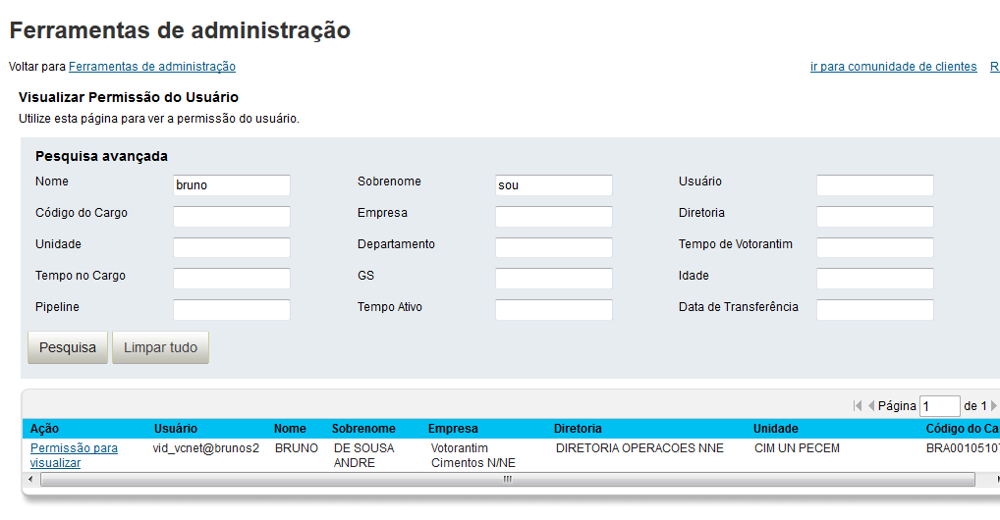 Ferramentas de administração
Voltar para Ferramentas de administração
ir para comunidade de clientes R
Visualizar Permissão do Usuário
Utilize esta página para ver a permissão do usuário.
Pesquisa avançada
Nome bruno Sobrenome sou Usuário
Código do Cargo Empresa Diretoria
Unidade Departamento Tempo de Votorantim
Tempo no Cargo GS Idade
Pipeline Tempo Ativo Data de Transferência
Pesquisa Limpar tudo
Página 1 de 1
Ação Usuário Nome Sobrenome Empresa Diretoria Unidade Código do Ca
Permissão para vid_vcnet@brunos2 BRUNO DE SOUSA Votorantim DIRETORIA OPERACOES NNE CIM UN PECEM BRA0010510
visualizar ANDRE Cimentos N/NE